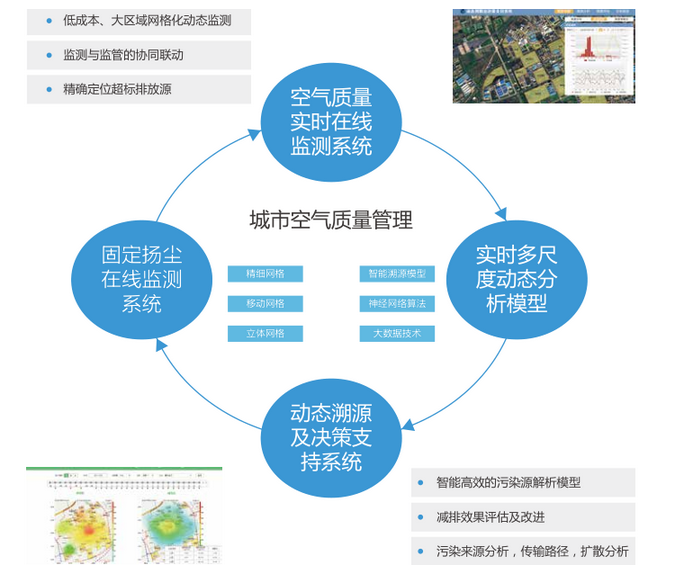 低成本、大区域网格化动态监测
监测与监管的协同联动
精确定位超标排放源
空气质量
实时在线
监测系统
城市空气质量管理
固定扬尘
在线监测
系统
实时多尺
度动态分
析模型
精细网格
移动网格
立体网格
智能溯源模型
神经网络算法
大数据技术
动态溯源
及决策支
持系统
智能高效的污染源解析模型
减排效果评估及改进
污染来源分析，传输路径，扩散分析